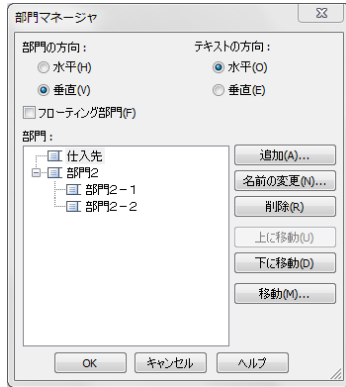 部門マネージャ
部門の方向： テキストの方向：
水平(H) 水平(O)
垂直(V) 垂直(E)
フローティング部門(F)
部門：
仕入先 追加(A)...
部門2 名前の変更(N)...
部門2－1 削除(R)
部門2－2 上に移動(U)
下に移動(D)
移動(M)...
OK キャンセル ヘルプ